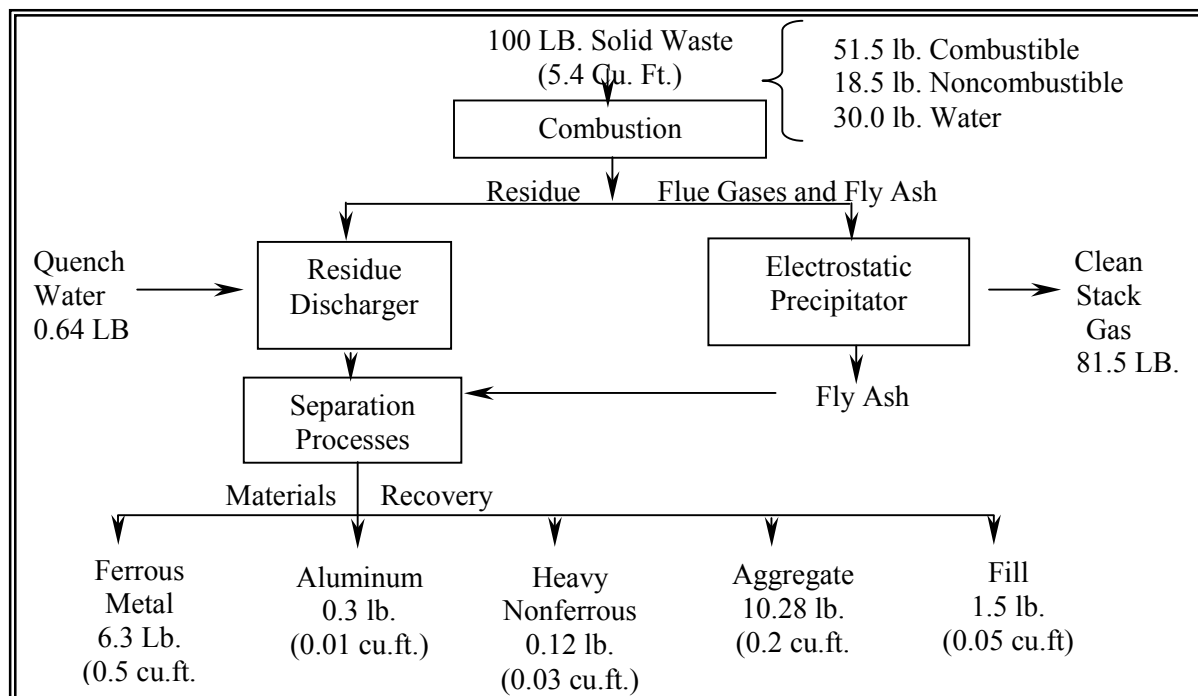 100 LB. Solid Waste
(5.4 Cu. Ft.)
51.5 lb. Combustible
18.5 lb. Noncombustible
30.0 lb. Water
Combustion
Residue
Flue Gases and Fly Ash
Quench
Water
0.64 LB
Residue
Discharger
Electrostatic
Precipitator
Clean
Stack
Gas
81.5 LB.
Separation
Processes
Fly Ash
Materials
Recovery
Ferrous
Metal
6.3 Lb.
(0.5 cu.ft.
Aluminum
0.3 lb.
(0.01 cu.ft.)
Heavy
Nonferrous
0.12 lb.
(0.03 cu.ft.)
Aggregate
10.28 lb.
(0.2 cu.ft.
Fill
1.5 lb.
(0.05 cu.ft)